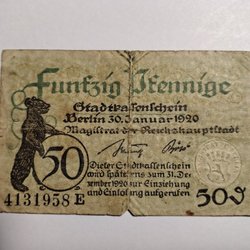 Funfzig Pfennige
Stadtkassenschein
Berlin 30. Januar 1920
Magistrat der Reichshauptstadt
50
Dieser Stadtkassenschein
wird spätestens zum 31. De-
zember 1920 zur Einziehung
und Einlösung aufgerufen
4131958 E
50₰